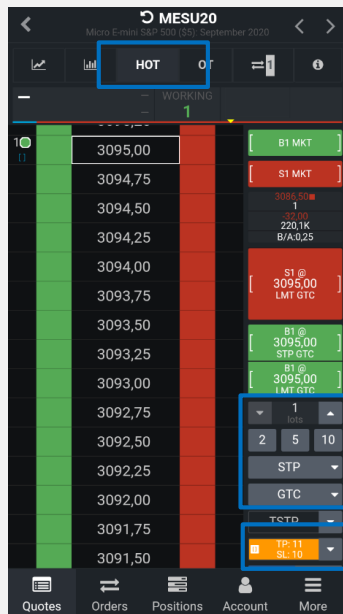 MESU20
Micro E-mini S&P 500 ($5): September 2020
HOT
OT
1
WORKING
1
1
[ ]
3095,00
3094,75
3094,50
3094,25
3094,00
3093,75
3093,50
3093,25
3093,00
3092,75
3092,50
3092,25
3092,00
3091,75
3091,50
[ B1 MKT ]
[ S1 MKT ]
3086,50
1
-32,00
220,1K
B/A:0,25
[ S1 @ ]
3095,00
LMT GTC
[ B1 @ ]
3095,00
STP GTC
[ B1 @ ]
3095,00
LMT GTC
1
lots
2 5 10
STP
GTC
TSTP
TP: 11
SL: 10
Quotes Orders Positions Account More